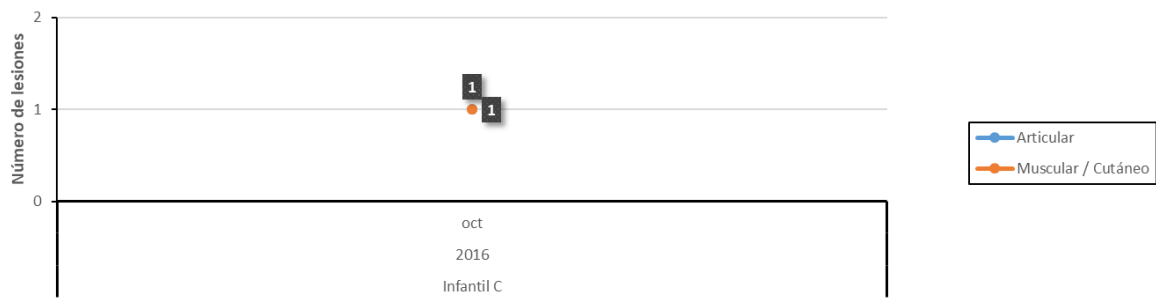 Número de lesiones
2
1
0
1
1
oct
2016
Infantil C
Articular
Muscular / Cutáneo